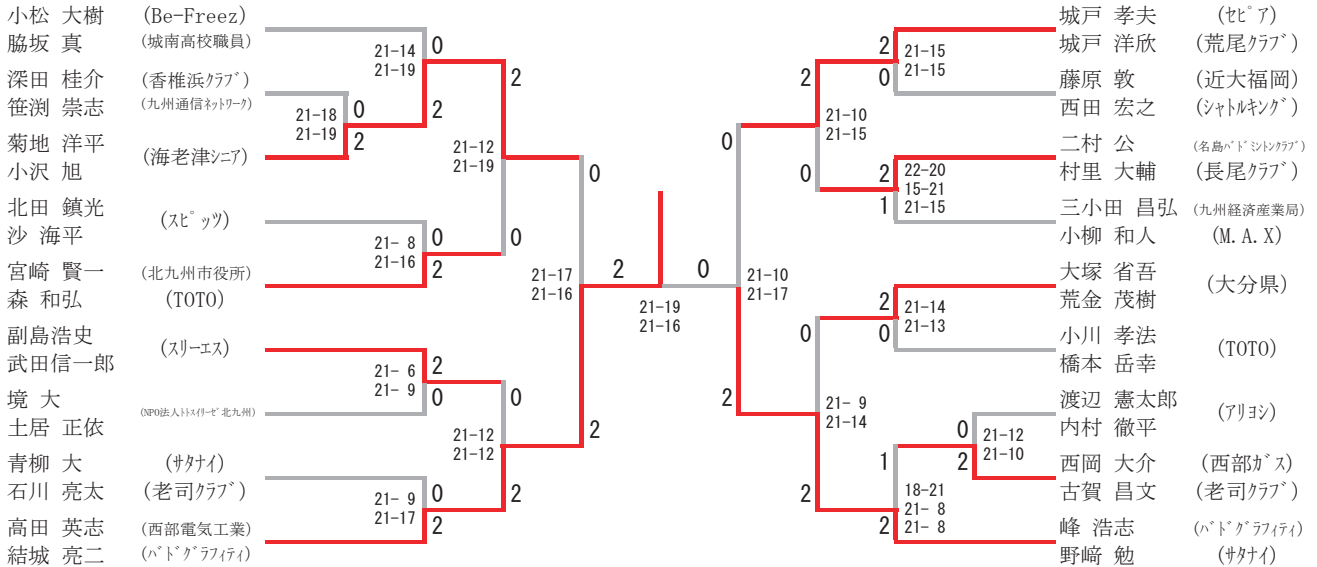 小松 大樹 (Be-Freez)
脇坂 真 (城南高校職員)
深田 桂介 (香椎浜クラブ)
笹渕 崇志 (九州通信ネットワーク)
菊地 洋平
小沢 旭
(海老津シニア)
北田 鎮光
沙 海平
(スピッツ)
宮崎 賢一 (北九州市役所)
森 和弘 (TOTO)
副島浩史
武田信一郎
(スリーエス)
境 大
土居 正依
(NPO法人トトスイリーゼ北九州)
青柳 大 (サタナイ)
石川 亮太 (老司クラブ)
高田 英志 (西部電気工業)
結城 亮二 (バドグラフィティ)
21-18
21-19
0
2
21-14
21-19
0
2
21- 8
21-16
0
2
21- 6
21- 9
2
0
21- 9
21-17
0
2
21-12
21-19
2
0
21-12
21-12
0
2
21-17
21-16
0
2
2
0
21-19
21-16
21-10
21-17
0
2
21-10
21-15
2
0
21- 9
21-14
0
2
2
0
21-15
21-15
2
1
22-20
15-21
21-15
2
0
21-14
21-13
1
2
18-21
21- 8
21- 8
0
2
21-12
21-10
城戸 孝夫 (セピア)
城戸 洋欣 (荒尾クラブ)
藤原 敦 (近大福岡)
西田 宏之 (シャトルキング)
二村 公 (名島バドミントンクラブ)
村里 大輔 (長尾クラブ)
三小田 昌弘 (九州経済産業局)
小柳 和人 (M.A.X)
大塚 省吾
荒金 茂樹
(大分県)
小川 孝法
橋本 岳幸
(TOTO)
渡辺 憲太郎
内村 徹平
(アリヨシ)
西岡 大介 (西部ガス)
古賀 昌文 (老司クラブ)
峰 浩志 (バドグラフィティ)
野﨑 勉 (サタナイ)